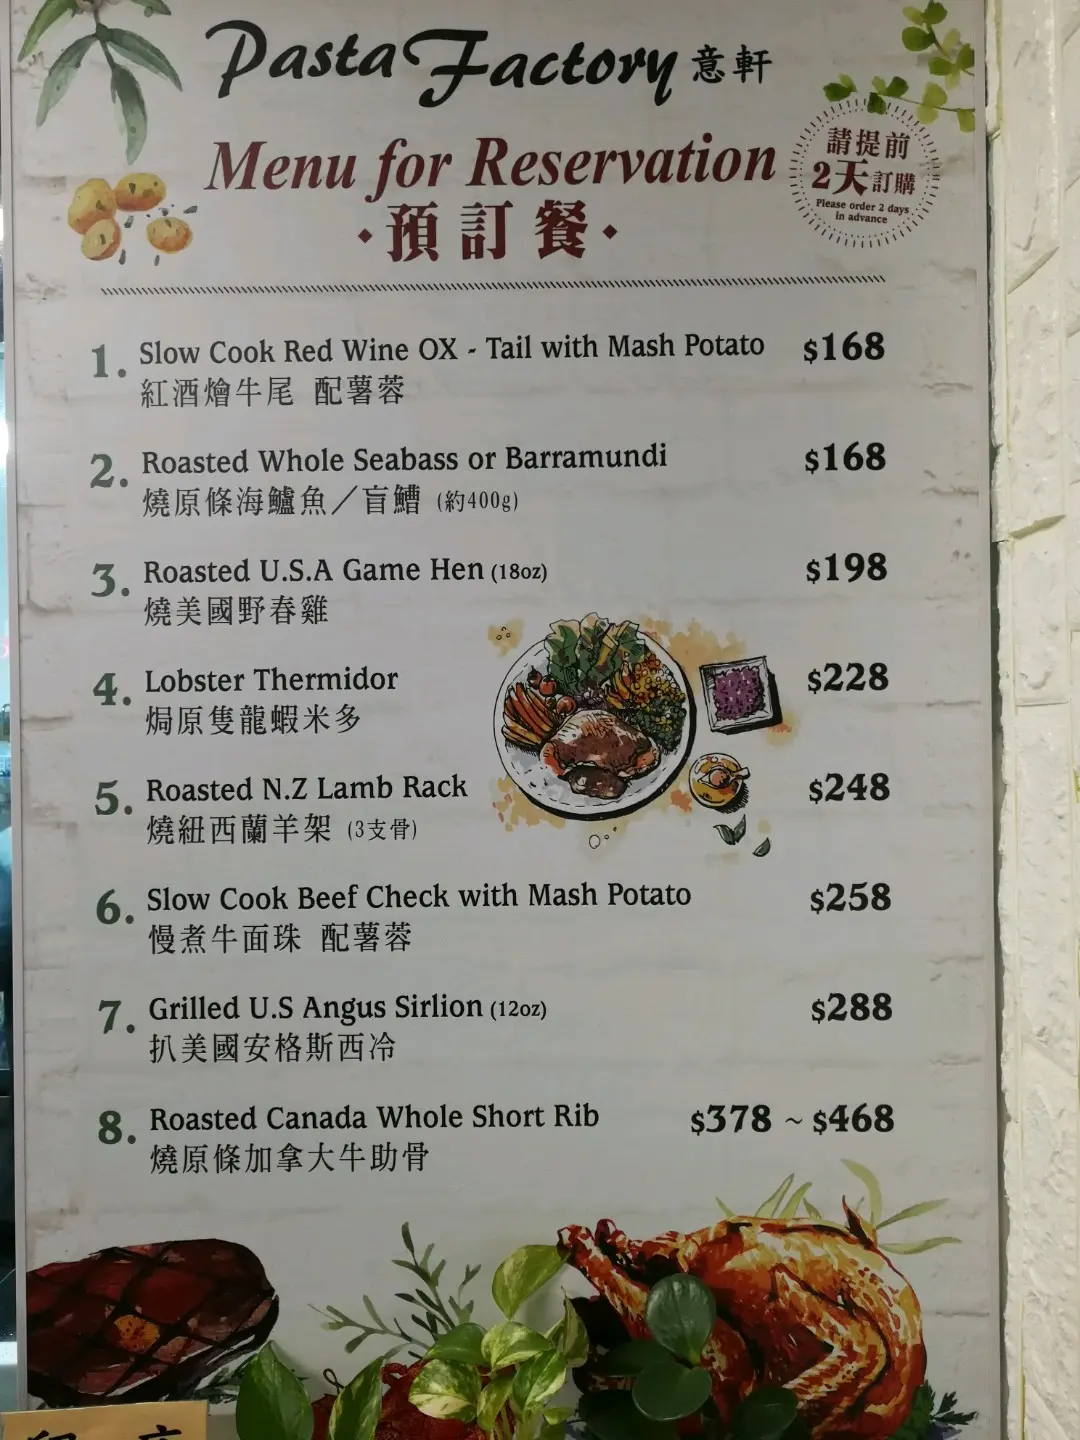 Pasta Factory 意軒
Menu for Reservation
·預訂餐·
請提前
2天訂購
Please order 2 days
in advance
1. Slow Cook Red Wine OX - Tail with Mash Potato $168
紅酒燴牛尾 配薯蓉
2. Roasted Whole Seabass or Barramundi $168
燒原條海鱸魚／盲鰽 (約400g)
3. Roasted U.S.A Game Hen (18oz) $198
燒美國野春雞
4. Lobster Thermidor $228
焗原隻龍蝦米多
5. Roasted N.Z Lamb Rack $248
燒紐西蘭羊架 (3支骨)
6. Slow Cook Beef Check with Mash Potato $258
慢煮牛面珠 配薯蓉
7. Grilled U.S Angus Sirlion (12oz) $288
扒美國安格斯西冷
8. Roasted Canada Whole Short Rib $378 ~ $468
燒原條加拿大牛助骨